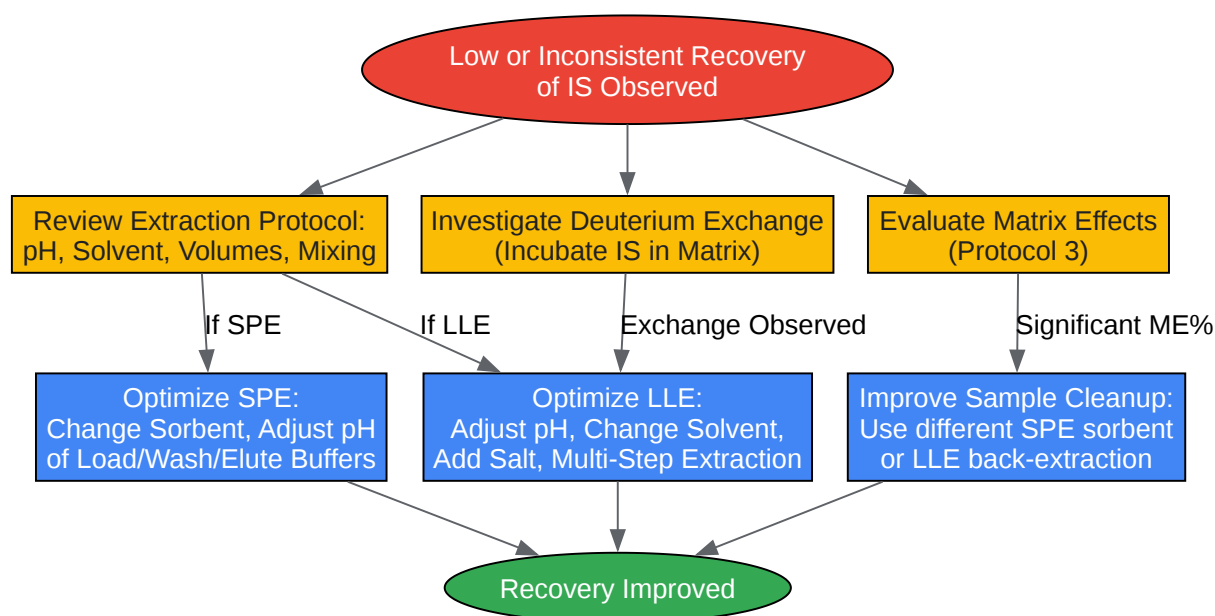 Low or Inconsistent Recovery
of IS Observed
Review Extraction Protocol:
pH, Solvent, Volumes, Mixing
Investigate Deuterium Exchange
(Incubate IS in Matrix)
Evaluate Matrix Effects
(Protocol 3)
If SPE
If LLE
Exchange Observed
Significant ME%
Optimize SPE:
Change Sorbent, Adjust pH
of Load/Wash/Elute Buffers
Optimize LLE:
Adjust pH, Change Solvent,
Add Salt, Multi-Step Extraction
Improve Sample Cleanup:
Use different SPE sorbent
or LLE back-extraction
Recovery Improved